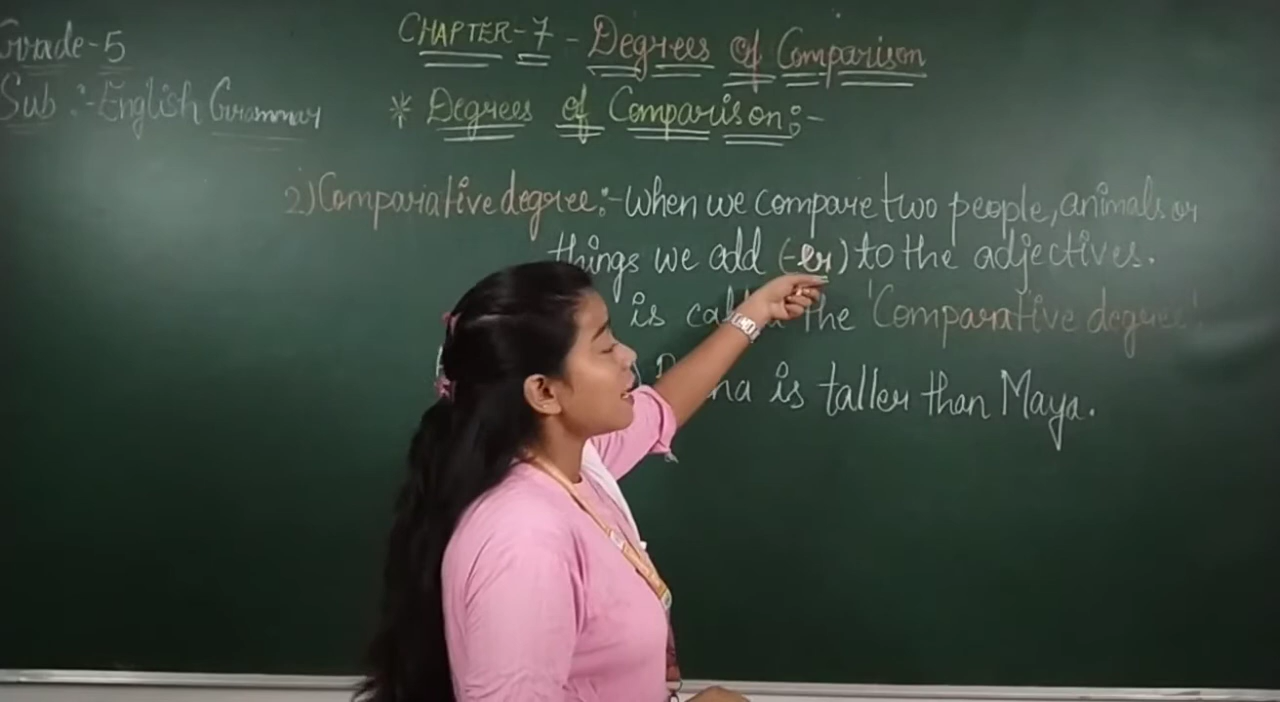 Grade-5
Sub :- English Grammar
CHAPTER-7 - Degrees of Comparison
* Degrees of Comparison :-
2) Comparative degree :- When we compare two people, animals or
things we add (-er) to the adjectives.
is called the 'Comparative degree'
is taller than Maya.